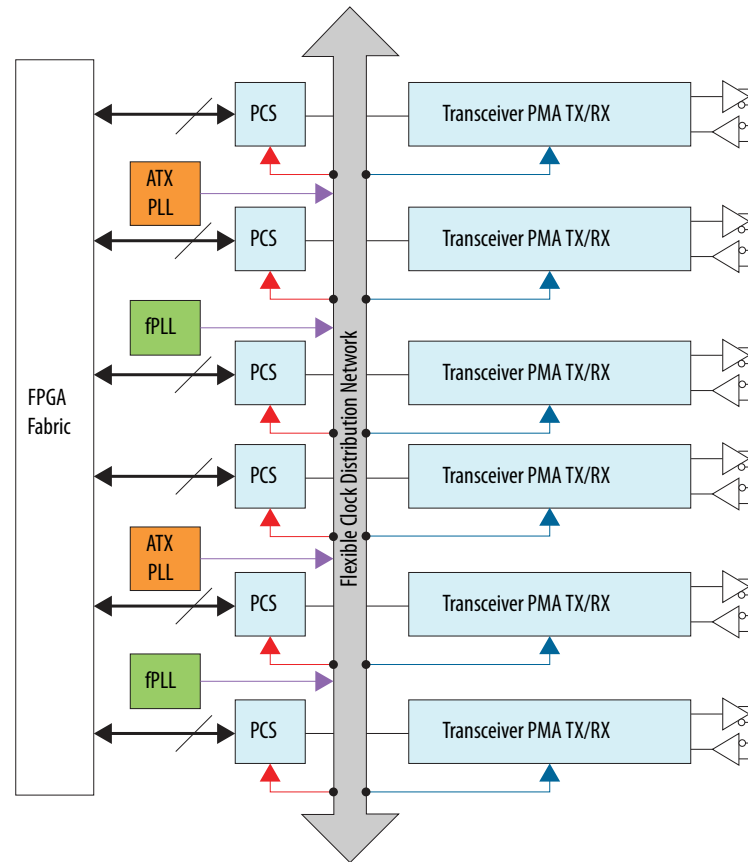 PCS
Transceiver PMA TX/RX
ATX
PLL
PCS
Transceiver PMA TX/RX
fPLL
PCS
Transceiver PMA TX/RX
FPGA
Fabric
Flexible Clock Distribution Network
PCS
Transceiver PMA TX/RX
ATX
PLL
PCS
Transceiver PMA TX/RX
fPLL
PCS
Transceiver PMA TX/RX